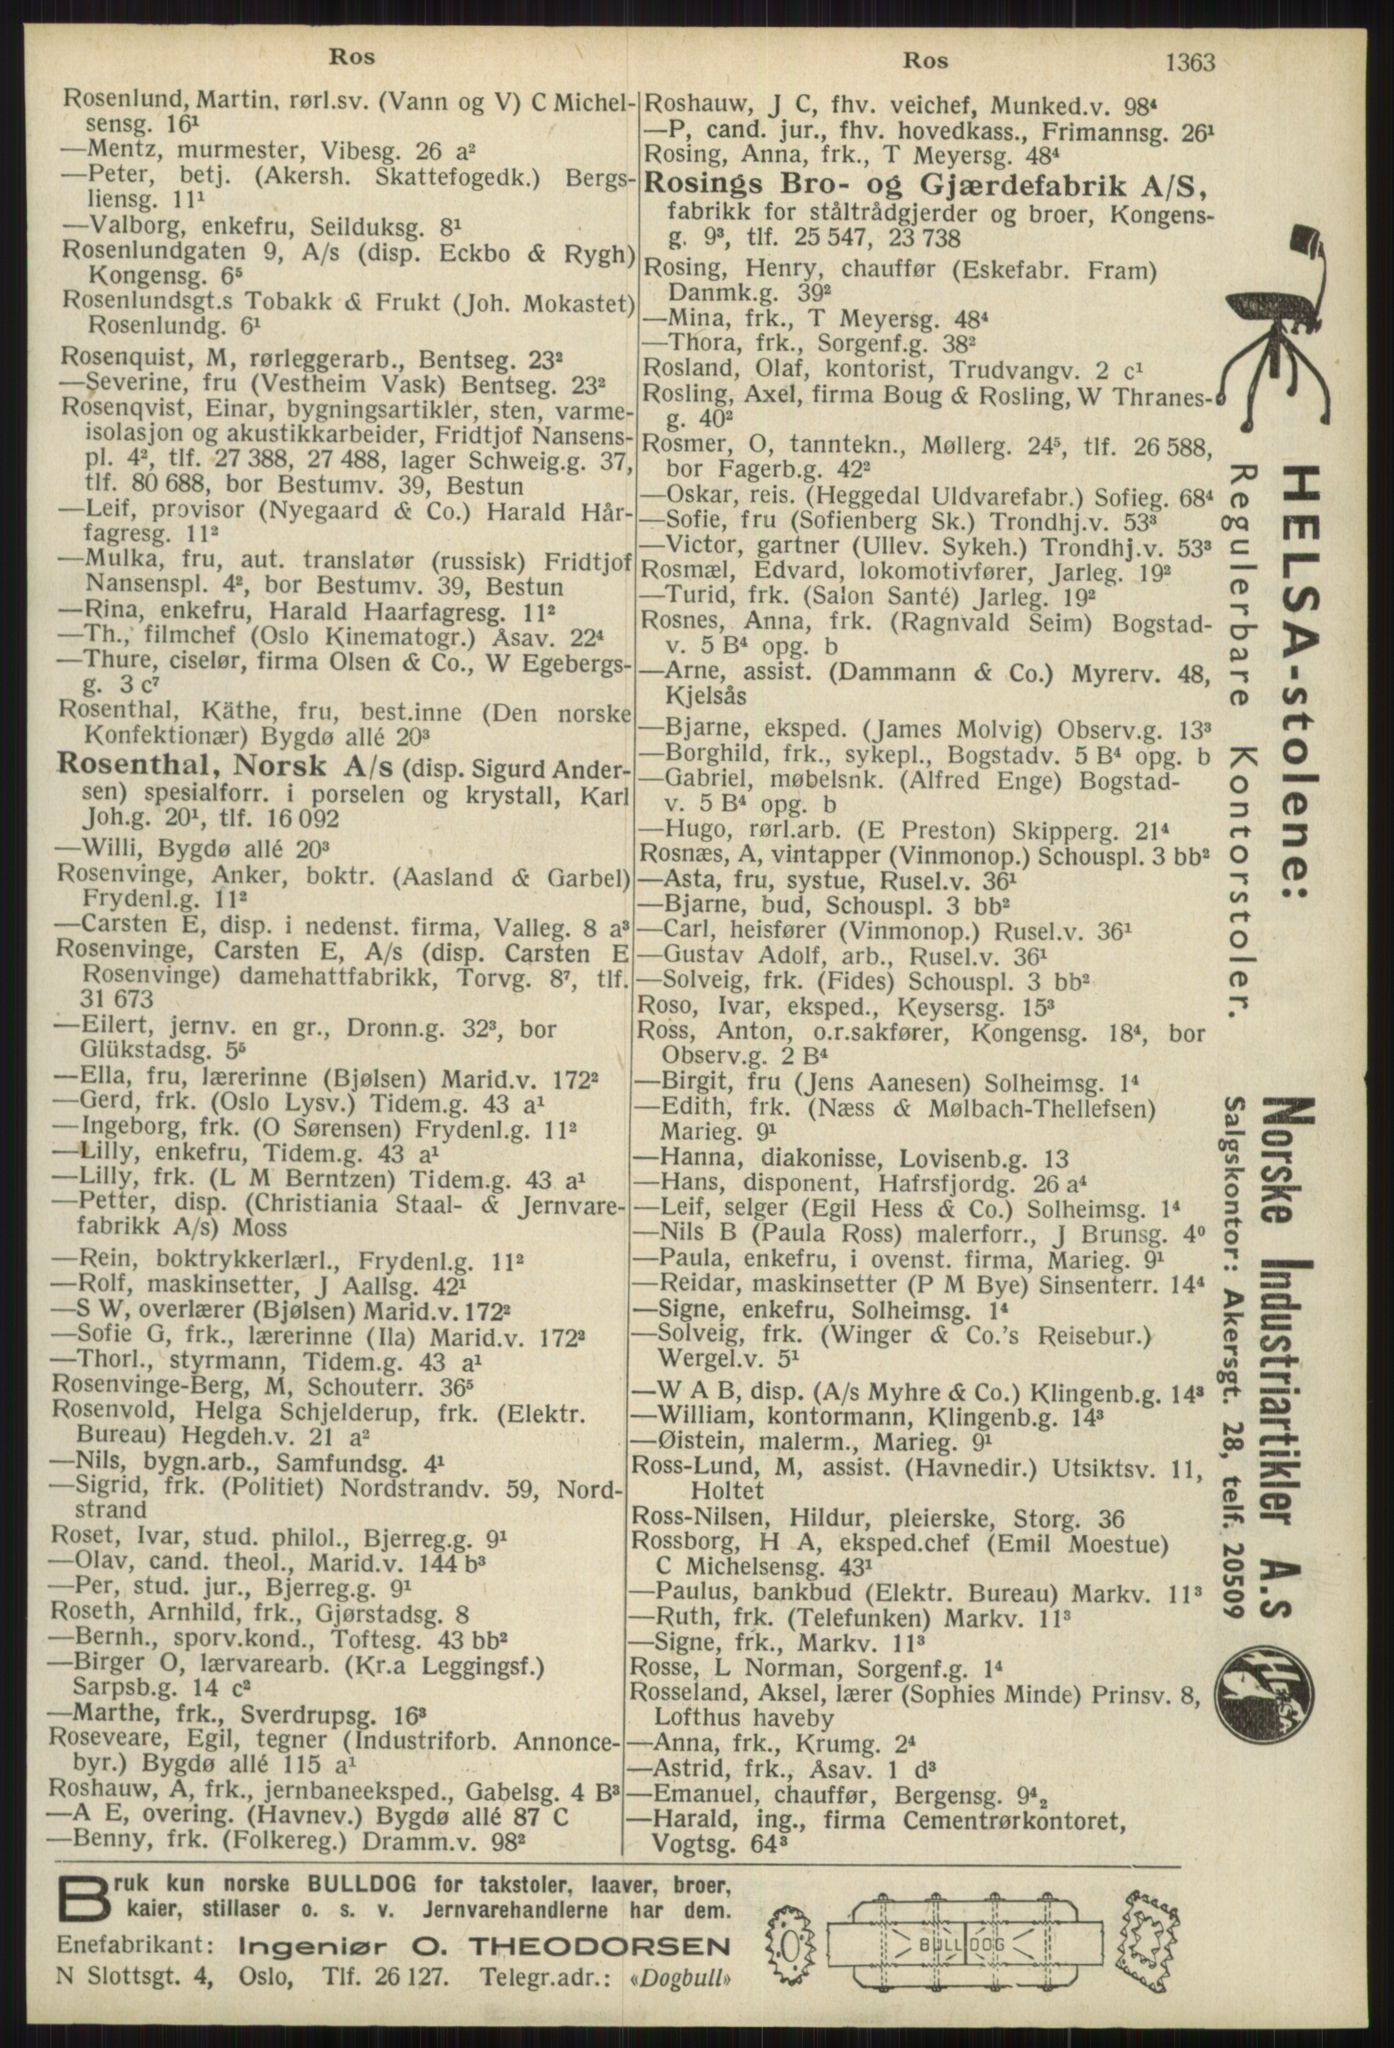 Ros
Rosenlund, Martin, rørl.sv. (Vann og V) C Michel-
sensg. 16¹
—Mentz, murmester, Vibesg. 26 a²
—Peter, betj. (Akersh. Skattefogedk.) Bergs-
liensg. 11¹
—Valborg, enkefru, Seilduksg. 8¹
Rosenlundgaten 9, A/s (disp. Eckbo & Rygh)
Kongensg. 6⁵
Rosenlundsgt.s Tobakk & Frukt (Joh. Mokastet)
Rosenlundg. 6¹
Rosenquist, M, rørleggerarb., Bentseg. 23²
—Severine, fru (Vestheim Vask) Bentseg. 23²
Rosenqvist, Einar, bygningsartikler, sten, varme-
isolasjon og akustikkarbeider, Fridtjof Nansens-
pl. 4², tlf. 27 388, 27 488, lager Schweig.g. 37,
tlf. 80 688, bor Bestumv. 39, Bestun
—Leif, provisor (Nyegaard & Co.) Harald Hår-
fagresg. 11²
—Mulka, fru, aut. translatør (russisk) Fridtjof
Nansenspl. 4², bor Bestumv. 39, Bestun
—Rina, enkefru, Harald Haarfagresg. 11²
—Th., filmchef (Oslo Kinematogr.) Åsav. 22⁴
—Thure, ciselør, firma Olsen & Co., W Egebergs-
g. 3 c⁷
Rosenthal, Käthe, fru, best.inne (Den norske
Konfektionær) Bygdø allé 20³
Rosenthal, Norsk A/s (disp. Sigurd Ander-
sen) spesialforr. i porselen og krystall, Karl
Joh.g. 20¹, tlf. 16 092
—Willi, Bygdø allé 20³
Rosenvinge, Anker, boktr. (Aasland & Garbel)
Frydenl.g. 11²
—Carsten E, disp. i nedenst. firma, Valleg. 8 a³
Rosenvinge, Carsten E, A/s (disp. Carsten E
Rosenvinge) damehattfabrikk, Torvg. 8⁷, tlf.
31 673
—Eilert, jernv. en gr., Dronn.g. 32³, bor
Glükstadsg. 5⁵
—Ella, fru, lærerinne (Bjølsen) Marid.v. 172²
—Gerd, frk. (Oslo Lysv.) Tidem.g. 43 a¹
—Ingeborg, frk. (O Sørensen) Frydenl.g. 11²
—Lilly, enkefru, Tidem.g. 43 a¹
—Lilly, frk. (L M Berntzen) Tidem.g. 43 a¹
—Petter, disp. (Christiania Staal- & Jernvare-
fabrikk A/s) Moss
—Rein, boktrykkerlærl., Frydenl.g. 11²
—Rolf, maskinsetter, J Aallsg. 42¹
—S W, overlærer (Bjølsen) Marid.v. 172²
—Sofie G, frk., lærerinne (Ila) Marid.v. 172²
—Thorl., styrmann, Tidem.g. 43 a¹
Rosenvinge-Berg, M, Schouterr. 36⁵
Rosenvold, Helga Schjelderup, frk. (Elektr.
Bureau) Hegdeh.v. 21 a²
—Nils, bygn.arb., Samfundsg. 4¹
—Sigrid, frk. (Politiet) Nordstrandv. 59, Nord-
strand
Roset, Ivar, stud. philol., Bjerreg.g. 9¹
—Olav, cand. theol., Marid.v. 144 b³
—Per, stud. jur., Bjerreg.g. 9¹
Roseth, Arnhild, frk., Gjørstadsg. 8
—Bernh., sporv.kond., Toftesg. 43 bb²
—Birger O, lærvarearb. (Kr.a Leggingsf.)
Sarpsb.g. 14 c²
—Marthe, frk., Sverdrupsg. 16³
Roseveare, Egil, tegner (Industriforb. Annonce-
byr.) Bygdø allé 115 a¹
Roshauw, A, frk., jernbaneeksped., Gabelsg. 4 B³
—A E, overing. (Havnev.) Bygdø allé 87 C
—Benny, frk. (Folkereg.) Dramm.v. 98²
Ros 1363
Roshauw, J C, fhv. veichef, Munked.v. 98⁴
—P, cand. jur., fhv. hovedkass., Frimannsg. 26¹
Rosing, Anna, frk., T Meyersg. 48⁴
Rosings Bro- og Gjærdefabrik A/S,
fabrikk for ståltrådgjerder og broer, Kongens-
g. 9³, tlf. 25 547, 23 738
Rosing, Henry, chauffør (Eskefabr. Fram)
Danmk.g. 39²
—Mina, frk., T Meyersg. 48⁴
—Thora, frk., Sorgenf.g. 38²
Rosland, Olaf, kontorist, Trudvangv. 2 c¹
Rosling, Axel, firma Boug & Rosling, W Thranes-
g. 40²
Rosmer, O, tanntekn., Møllerg. 24⁵, tlf. 26 588,
bor Fagerb.g. 42²
—Oskar, reis. (Heggedal Uldvarefabr.) Sofieg. 68⁴
—Sofie, fru (Sofienberg Sk.) Trondhj.v. 53³
—Victor, gartner (Ullev. Sykeh.) Trondhj.v. 53³
Rosmæl, Edvard, lokomotivfører, Jarleg. 19²
—Turid, frk. (Salon Santé) Jarleg. 19²
Rosnes, Anna, frk. (Ragnvald Seim) Bogstad-
v. 5 B⁴ opg. b
—Arne, assist. (Dammann & Co.) Myrerv. 48,
Kjelsås
—Bjarne, eksped. (James Molvig) Observ.g. 13³
—Borghild, frk., sykepl., Bogstadv. 5 B⁴ opg. b
—Gabriel, møbelsnk. (Alfred Enge) Bogstad-
v. 5 B⁴ opg. b
—Hugo, rørl.arb. (E Preston) Skipperg. 21⁴
Rosnæs, A, vintapper (Vinmonop.) Schouspl. 3 bb²
—Asta, fru, systue, Rusel.v. 36¹
—Bjarne, bud, Schouspl. 3 bb²
—Carl, heisfører (Vinmonop.) Rusel.v. 36¹
—Gustav Adolf, arb., Rusel.v. 36¹
—Solveig, frk. (Fides) Schouspl. 3 bb²
Roso, Ivar, eksped., Keysersg. 15³
Ross, Anton, o.r.sakfører, Kongensg. 18⁴, bor
Observ.g. 2 B⁴
—Birgit, fru (Jens Aanesen) Solheimsg. 1⁴
—Edith, frk. (Næss & Mølbach-Thellefsen)
Marieg. 9¹
—Hanna, diakonisse, Lovisenb.g. 13
—Hans, disponent, Hafrsfjordg. 26 a⁴
—Leif, selger (Egil Hess & Co.) Solheimsg. 1⁴
—Nils B (Paula Ross) malerforr., J Brunsg. 4⁰
—Paula, enkefru, i ovenst. firma, Marieg. 9¹
—Reidar, maskinsetter (P M Bye) Sinsenterr. 14⁴
—Signe, enkefru, Solheimsg. 1⁴
—Solveig, frk. (Winger & Co.'s Reisebur.)
Wergel.v. 5¹
—W A B, disp. (A/s Myhre & Co.) Klingenb.g. 14³
—William, kontormann, Klingenb.g. 14³
—Øistein, malerm., Marieg. 9¹
Ross-Lund, M, assist. (Havnedir.) Utsiktsv. 11,
Holtet
Ross-Nilsen, Hildur, pleierske, Storg. 36
Rossborg, H A, eksped.chef (Emil Moestue)
C Michelsensg. 43¹
—Paulus, bankbud (Elektr. Bureau) Markv. 11³
—Ruth, frk. (Telefunken) Markv. 11³
—Signe, frk., Markv. 11³
Rosse, L Norman, Sorgenf.g. 1⁴
Rosseland, Aksel, lærer (Sophies Minde) Prinsv. 8,
Lofthus haveby
—Anna, frk., Krumg. 2⁴
—Astrid, frk., Åsav. 1 d³
—Emanuel, chauffør, Bergensg. 9⁴₂
—Harald, ing., firma Cementrørkontoret,
Vogtsg. 64³
HELSA-stolene:
Regulerbare Kontorstoler.
NORSKE INDUSTRIARTIKLER A.S
Salgskontor: Akersgt. 28, telf. 20509
Bruk kun norske BULLDOG for takstoler, laaver, broer,
kaier, stillaser o. s. v. Jernvarehandlerne har dem.
Enefabrikant: Ingeniør O. THEODORSEN
N Slottsgt. 4, Oslo, Tlf. 26 127. Telegr.adr.: «Dogbull»
BULLDOG